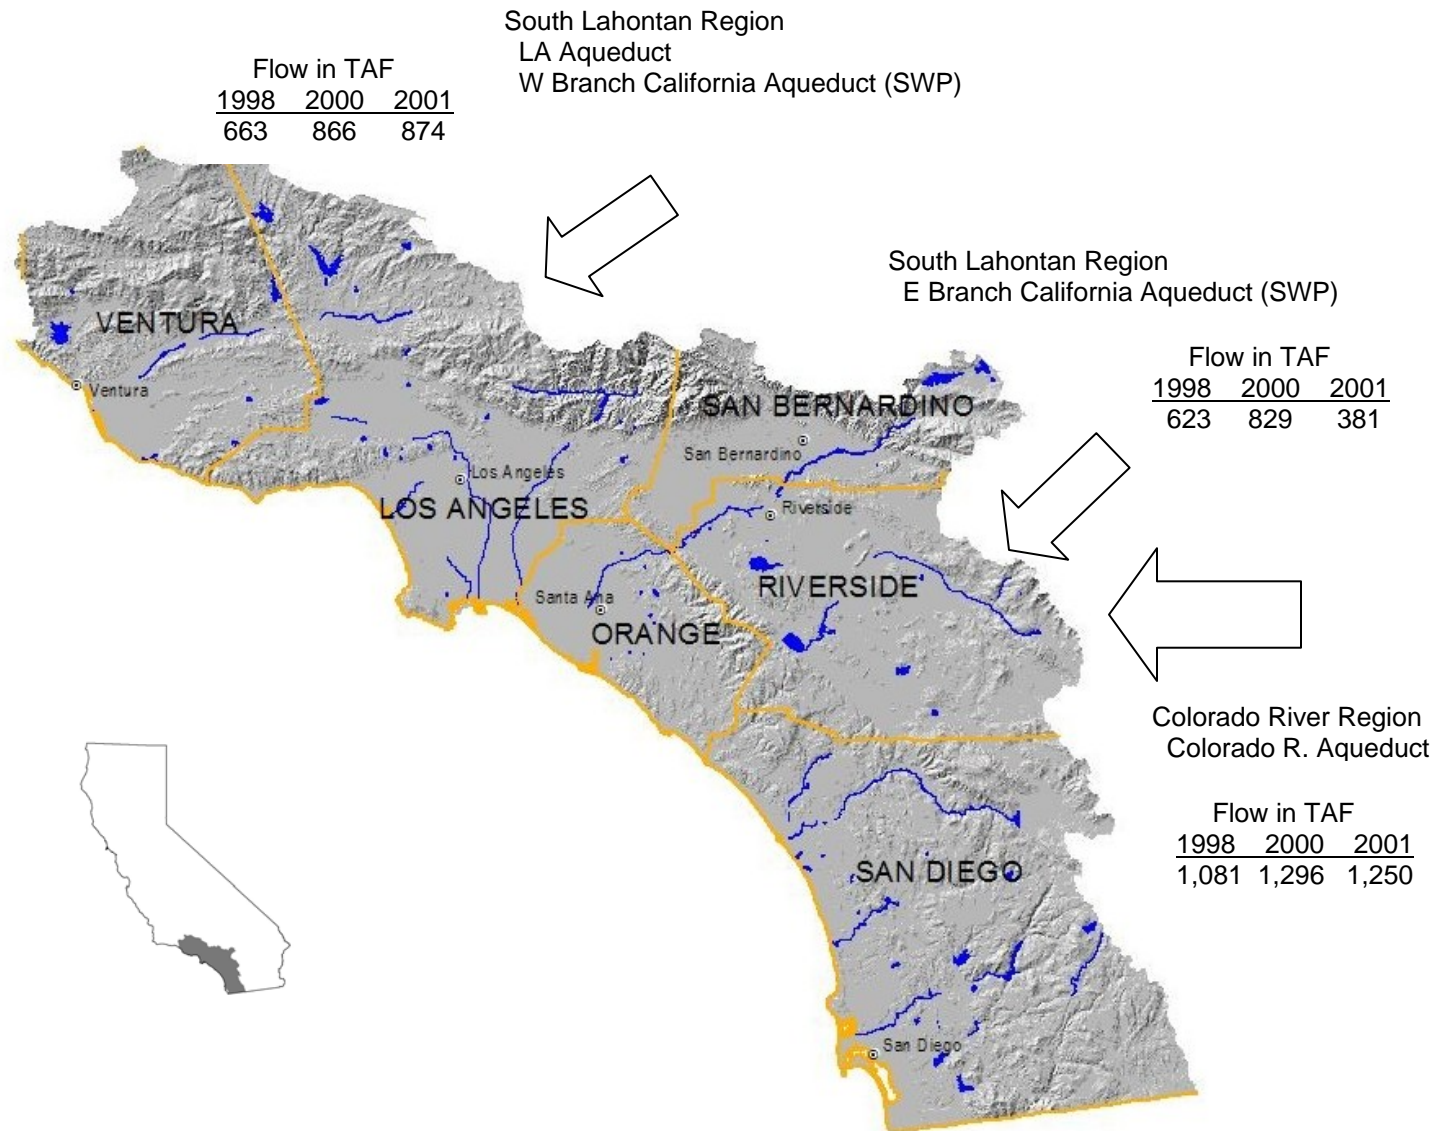 South Lahontan Region
LA Aqueduct
W Branch California Aqueduct (SWP)
Flow in TAF
1998 2000 2001
663 866 874
South Lahontan Region
E Branch California Aqueduct (SWP)
Flow in TAF
1998 2000 2001
623 829 381
VENTURA
Ventura
SAN BERNARDINO
San Bernardino
Los Angeles
LOS ANGELES
Riverside
RIVERSIDE
Santa Ana
ORANGE
Colorado River Region
Colorado R. Aqueduct
Flow in TAF
1998 2000 2001
1,081 1,296 1,250
SAN DIEGO
San Diego